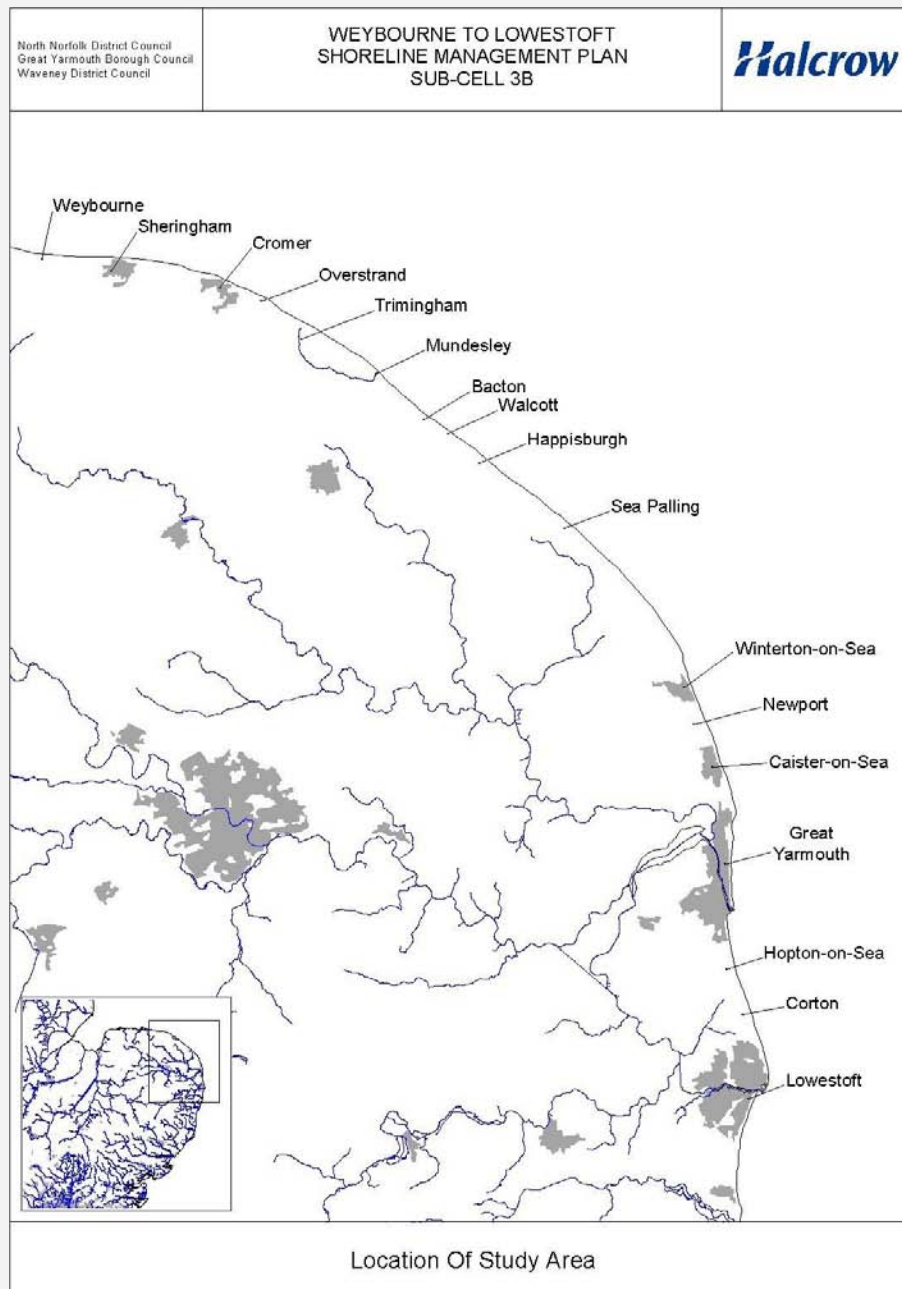 North Norfolk District Council
Great Yarmouth Borough Council
Waveney District Council
WEYBOURNE TO LOWESTOFT
SHORELINE MANAGEMENT PLAN
SUB-CELL 3B
Halcrow
Weybourne
Sheringham
Cromer
Overstrand
Trimingham
Mundesley
Bacton
Walcott
Happisburgh
Sea Palling
Winterton-on-Sea
Newport
Caister-on-Sea
Great
Yarmouth
Hopton-on-Sea
Corton
Lowestoft
Location Of Study Area